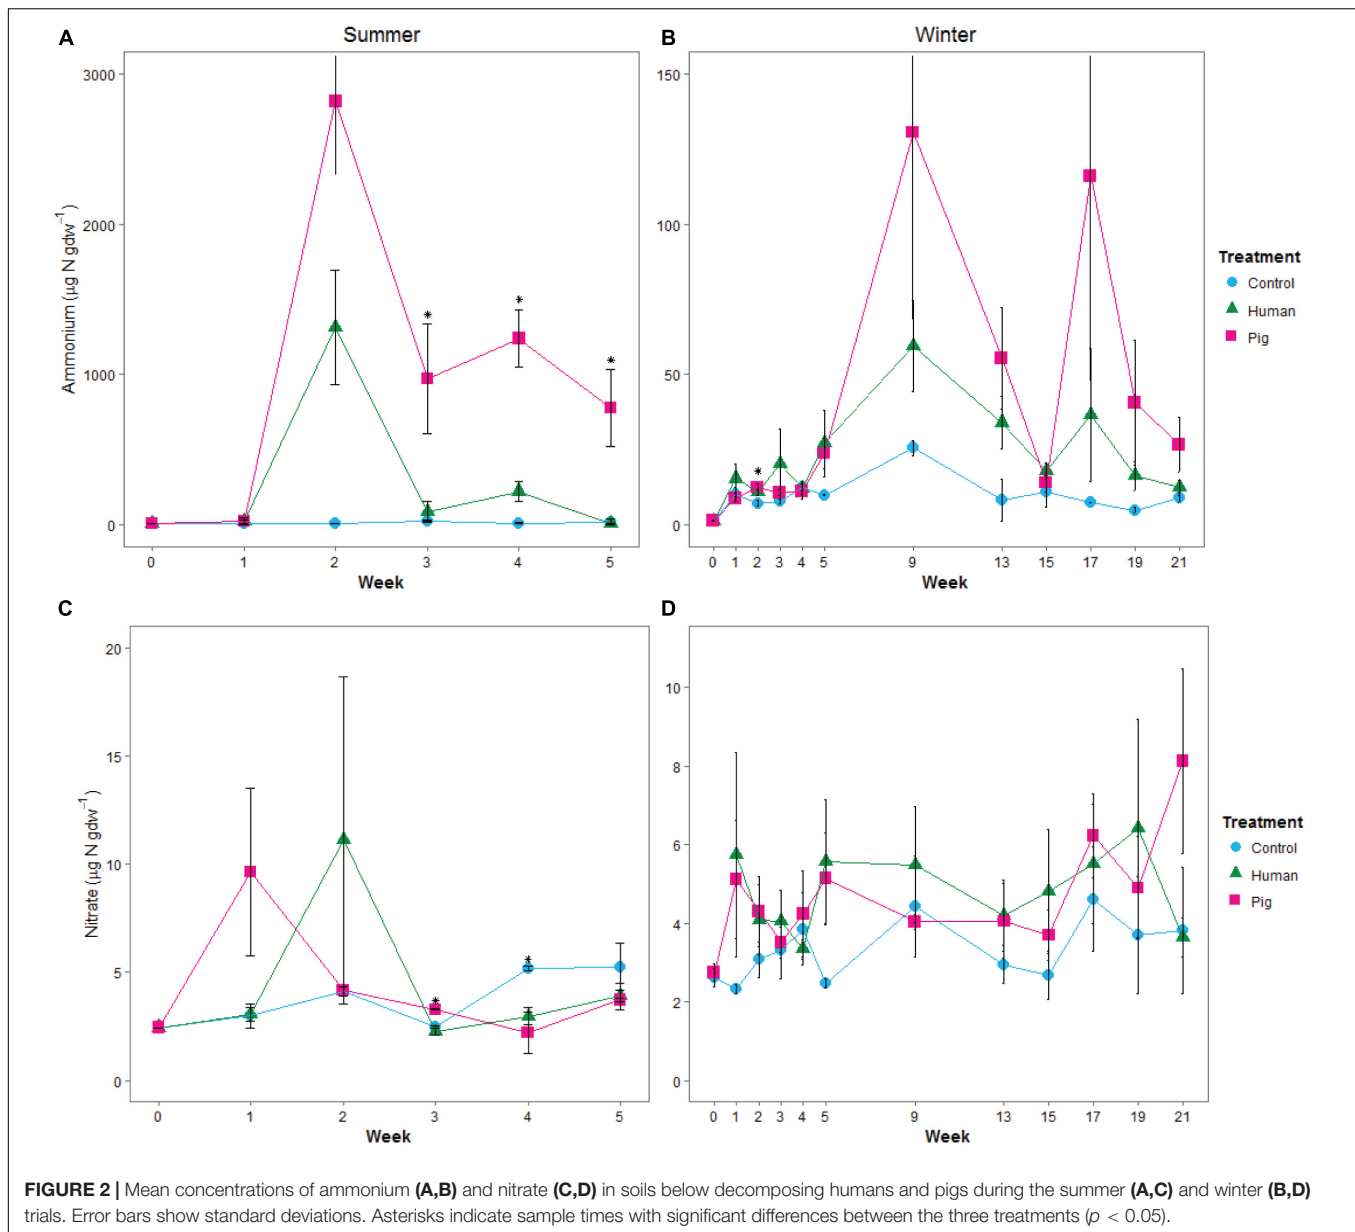 A
Summer
B
Winter
Ammonium (µg N gdw⁻¹)
3000
2000
1000
0
0 1 2 3 4 5
Week
*
*
*
150
100
50
0
0 1 2 3 4 5 9 13 15 17 19 21
Week
*
Treatment
Control
Human
Pig
C
D
Nitrate (µg N gdw⁻¹)
20
15
10
5
0
0 1 2 3 4 5
Week
*
*
*
10
8
6
4
2
0
0 1 2 3 4 5 9 13 15 17 19 21
Week
Treatment
Control
Human
Pig
FIGURE 2 | Mean concentrations of ammonium (A,B) and nitrate (C,D) in soils below decomposing humans and pigs during the summer (A,C) and winter (B,D)
trials. Error bars show standard deviations. Asterisks indicate sample times with significant differences between the three treatments (p < 0.05).